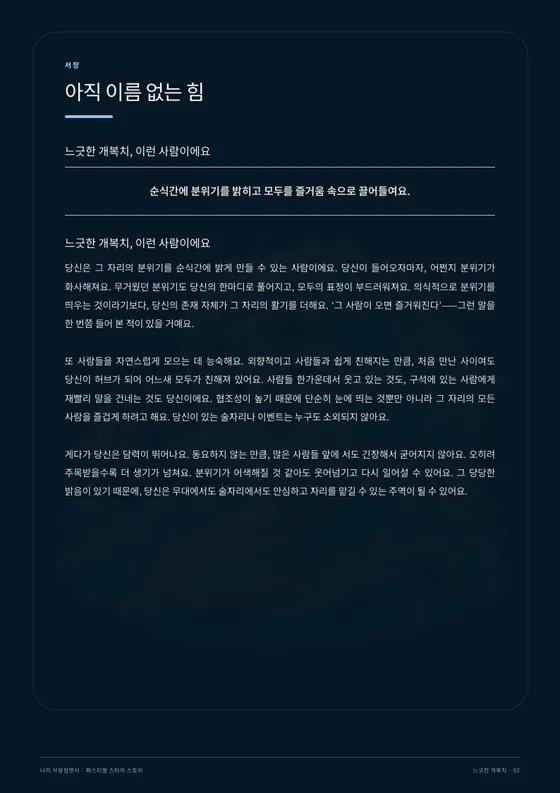 서장
아직 이름 없는 힘
느긋한 개복치, 이런 사람이에요
순식간에 분위기를 밝히고 모두를 즐거움 속으로 끌어들여요.
느긋한 개복치, 이런 사람이에요
당신은 그 자리의 분위기를 순식간에 밝게 만들 수 있는 사람이에요. 당신이 들어오자마자, 어쩐지 분위기가
화사해져요. 무거웠던 분위기도 당신의 한마디로 풀어지고, 모두의 표정이 부드러워져요. 의식적으로 분위기를
띄우는 것이라기보다, 당신의 존재 자체가 그 자리의 활기를 더해요. ‘그 사람이 오면 즐거워진다’——그런 말을
한 번쯤 들어 본 적이 있을 거예요.
또 사람들을 자연스럽게 모으는 데 능숙해요. 외향적이고 사람들과 쉽게 친해지는 만큼, 처음 만난 사이여도
당신이 허브가 되어 어느새 모두가 친해져 있어요. 사람들 한가운데서 웃고 있는 것도, 구석에 있는 사람에게
재빨리 말을 건네는 것도 당신이에요. 협조성이 높기 때문에 단순히 눈에 띄는 것뿐만 아니라 그 자리의 모든
사람을 즐겁게 하려고 해요. 당신이 있는 술자리나 이벤트는 누구도 소외되지 않아요.
게다가 당신은 담력이 뛰어나요. 동요하지 않는 만큼, 많은 사람들 앞에 서도 긴장해서 굳어지지 않아요. 오히려
주목받을수록 더 생기가 넘쳐요. 분위기가 어색해질 것 같아도 웃어넘기고 다시 일어설 수 있어요. 그 당당한
밝음이 있기 때문에, 당신은 무대에서도 술자리에서도 안심하고 자리를 맡길 수 있는 주역이 될 수 있어요.
나의 사용설명서 · 페스티벌 스타의 스토리
느긋한 개복치 · 02